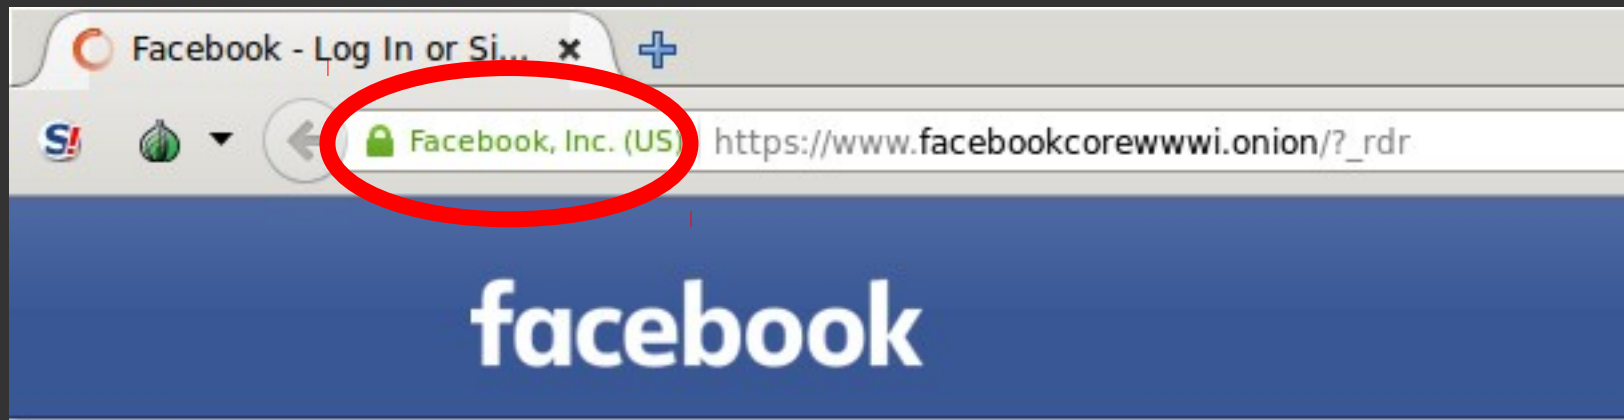 Facebook - Log In or Si...
S! Facebook, Inc. (US) https://www.facebookcorewwwi.onion/?_rdr
facebook